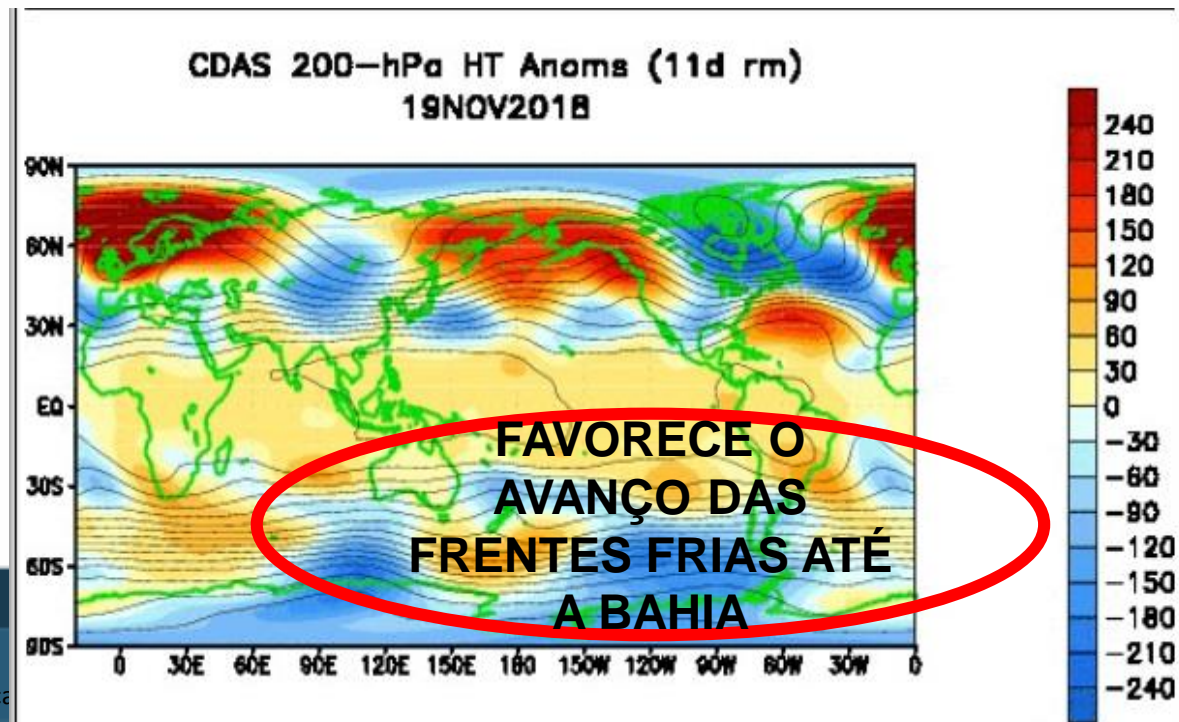 CDAS 200-hPa HT Anoms (11d rm)
19NOV2018
90N
60N
30N
EQ
30S
60S
90S
0 30E 60E 90E 120E 150E 180 150W 120W 90W 60W 30W 0
240
210
180
150
120
90
60
30
0
-30
-60
-90
-120
-150
-180
-210
-240
FAVORECE O
AVANÇO DAS
FRENTES FRIAS ATÉ
A BAHIA